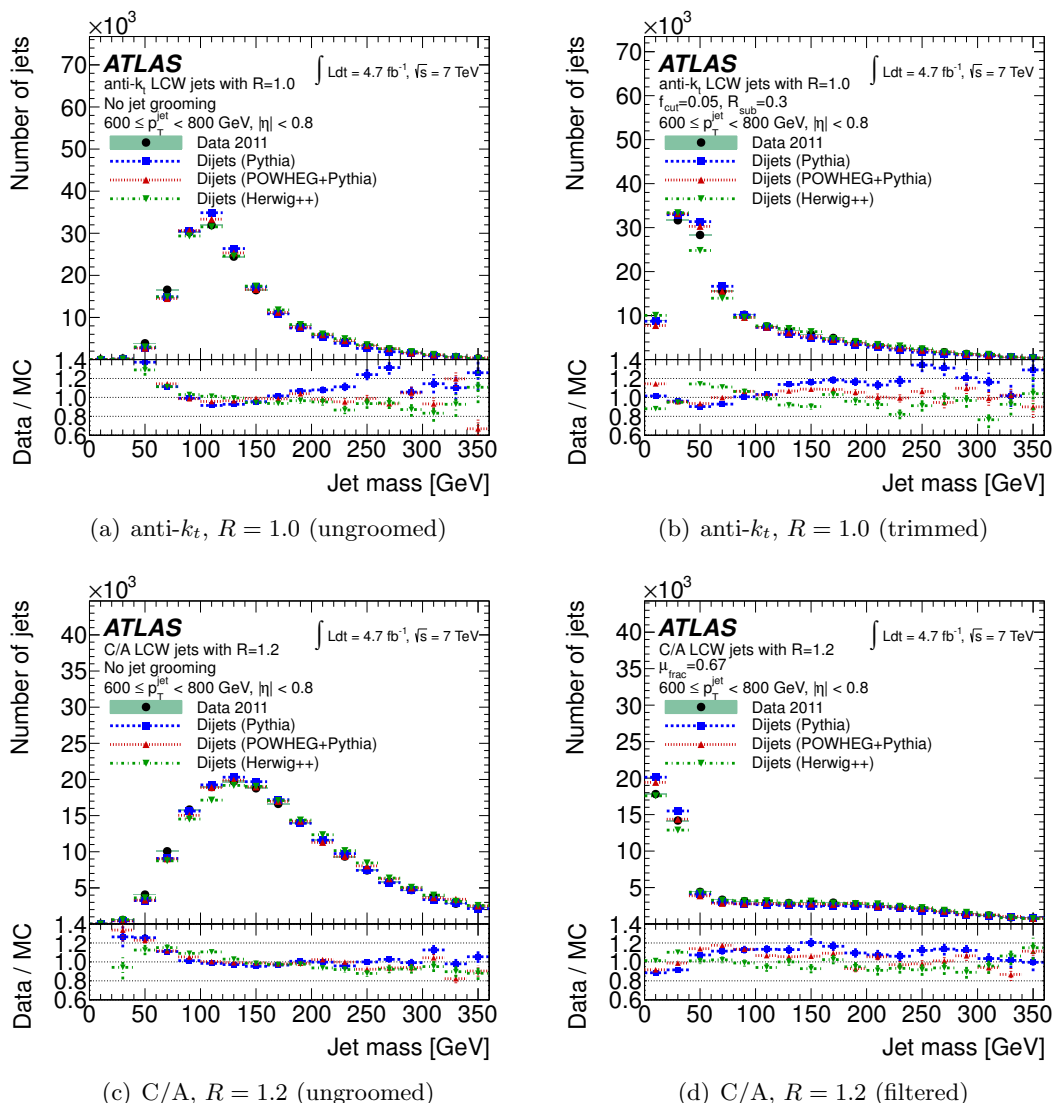 ×10³
Number of jets
70
60
50
40
30
20
10
ATLAS
∫ Ldt = 4.7 fb⁻¹, √s = 7 TeV
anti-kₜ LCW jets with R=1.0
No jet grooming
600 ≤ p_T^jet < 800 GeV, |η| < 0.8
Data 2011
Dijets (Pythia)
Dijets (POWHEG+Pythia)
Dijets (Herwig++)
Data / MC
1.4
1.2
1.0
0.8
0.6
0 50 100 150 200 250 300 350
Jet mass [GeV]
(a) anti-kₜ, R = 1.0 (ungroomed)
×10³
Number of jets
70
60
50
40
30
20
10
ATLAS
∫ Ldt = 4.7 fb⁻¹, √s = 7 TeV
anti-kₜ LCW jets with R=1.0
f_cut=0.05, R_sub=0.3
600 ≤ p_T^jet < 800 GeV, |η| < 0.8
Data 2011
Dijets (Pythia)
Dijets (POWHEG+Pythia)
Dijets (Herwig++)
Data / MC
1.4
1.2
1.0
0.8
0.6
0 50 100 150 200 250 300 350
Jet mass [GeV]
(b) anti-kₜ, R = 1.0 (trimmed)
×10³
Number of jets
40
35
30
25
20
15
10
5
ATLAS
∫ Ldt = 4.7 fb⁻¹, √s = 7 TeV
C/A LCW jets with R=1.2
No jet grooming
600 ≤ p_T^jet < 800 GeV, |η| < 0.8
Data 2011
Dijets (Pythia)
Dijets (POWHEG+Pythia)
Dijets (Herwig++)
Data / MC
1.4
1.2
1.0
0.8
0.6
0 50 100 150 200 250 300 350
Jet mass [GeV]
(c) C/A, R = 1.2 (ungroomed)
×10³
Number of jets
40
35
30
25
20
15
10
5
ATLAS
∫ Ldt = 4.7 fb⁻¹, √s = 7 TeV
C/A LCW jets with R=1.2
μ_frac=0.67
600 ≤ p_T^jet < 800 GeV, |η| < 0.8
Data 2011
Dijets (Pythia)
Dijets (POWHEG+Pythia)
Dijets (Herwig++)
Data / MC
1.4
1.2
1.0
0.8
0.6
0 50 100 150 200 250 300 350
Jet mass [GeV]
(d) C/A, R = 1.2 (filtered)